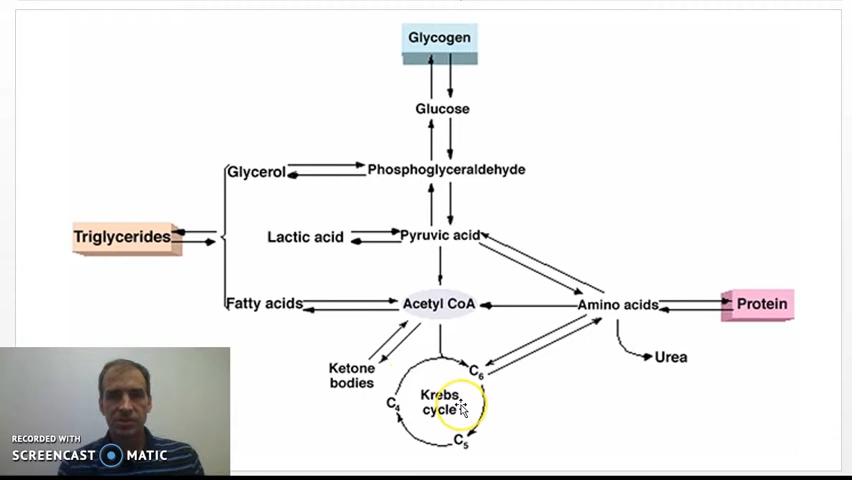 Glycogen
Glucose
Glycerol
Phosphoglyceraldehyde
Triglycerides
Lactic acid
Pyruvic acid
Fatty acids
Acetyl CoA
Amino acids
Protein
Ketone
bodies
Urea
C6
Krebs
cycle
C4
C5
RECORDED WITH
SCREENCAST MATIC